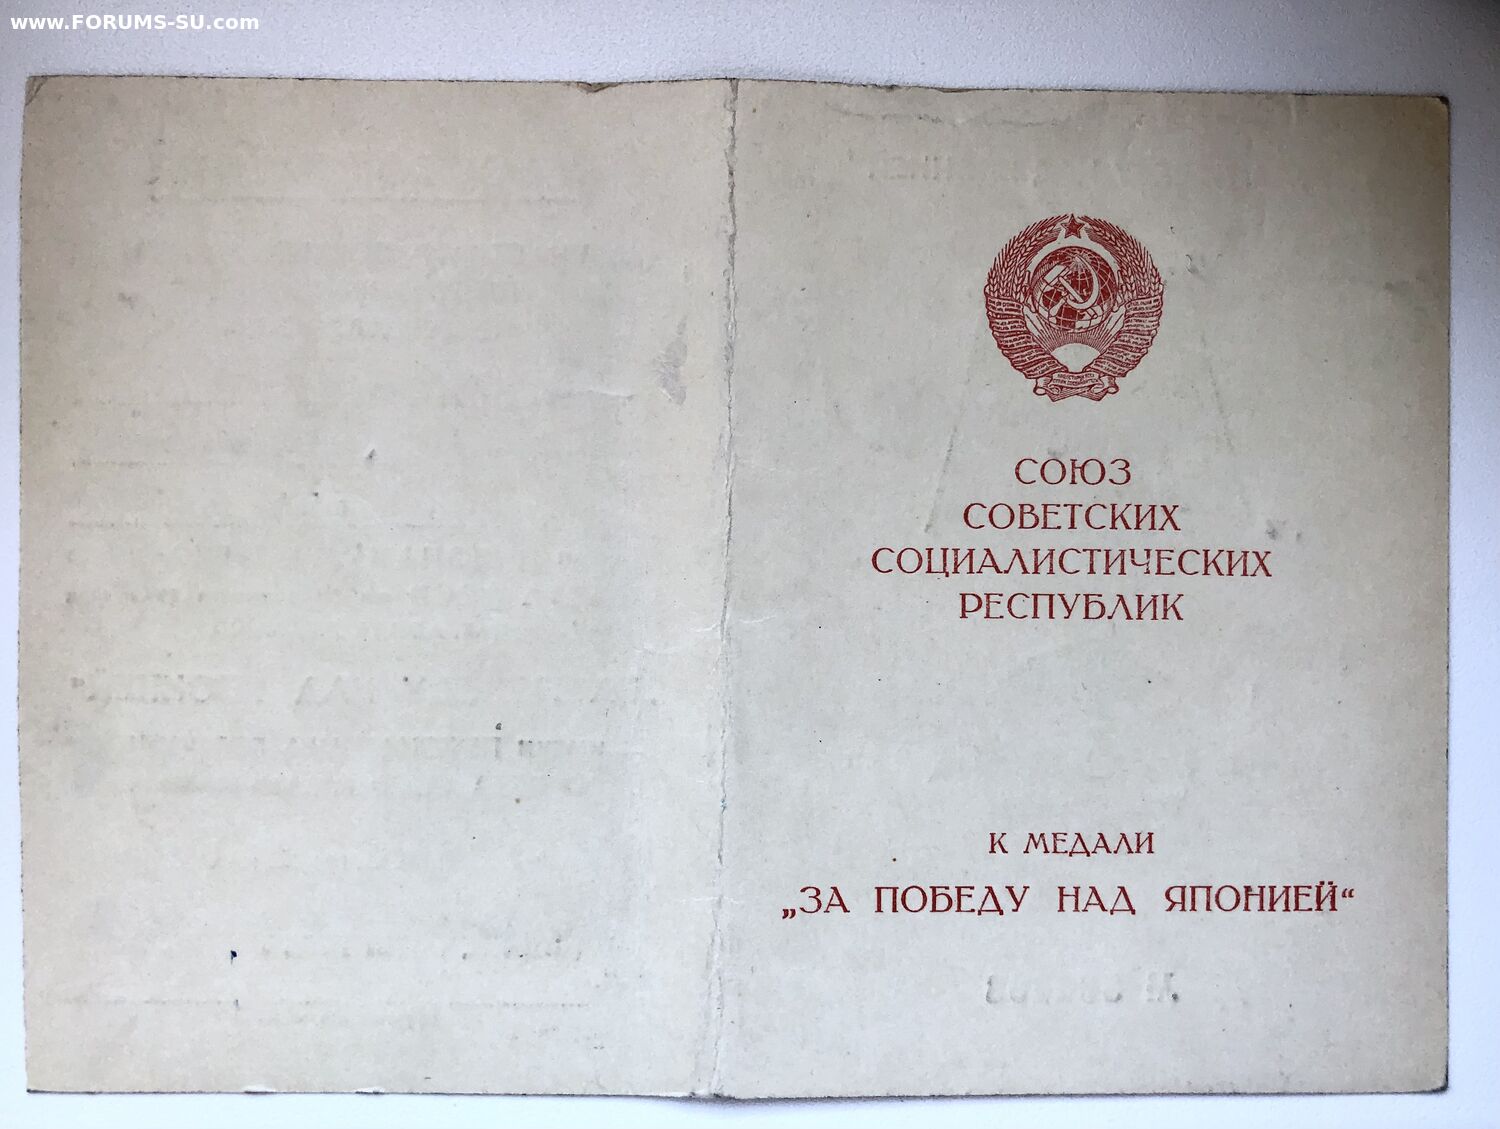 www.FORUMS-SU.com
СОЮЗ
СОВЕТСКИХ
СОЦИАЛИСТИЧЕСКИХ
РЕСПУБЛИК
К МЕДАЛИ
„ЗА ПОБЕДУ НАД ЯПОНИЕЙ“